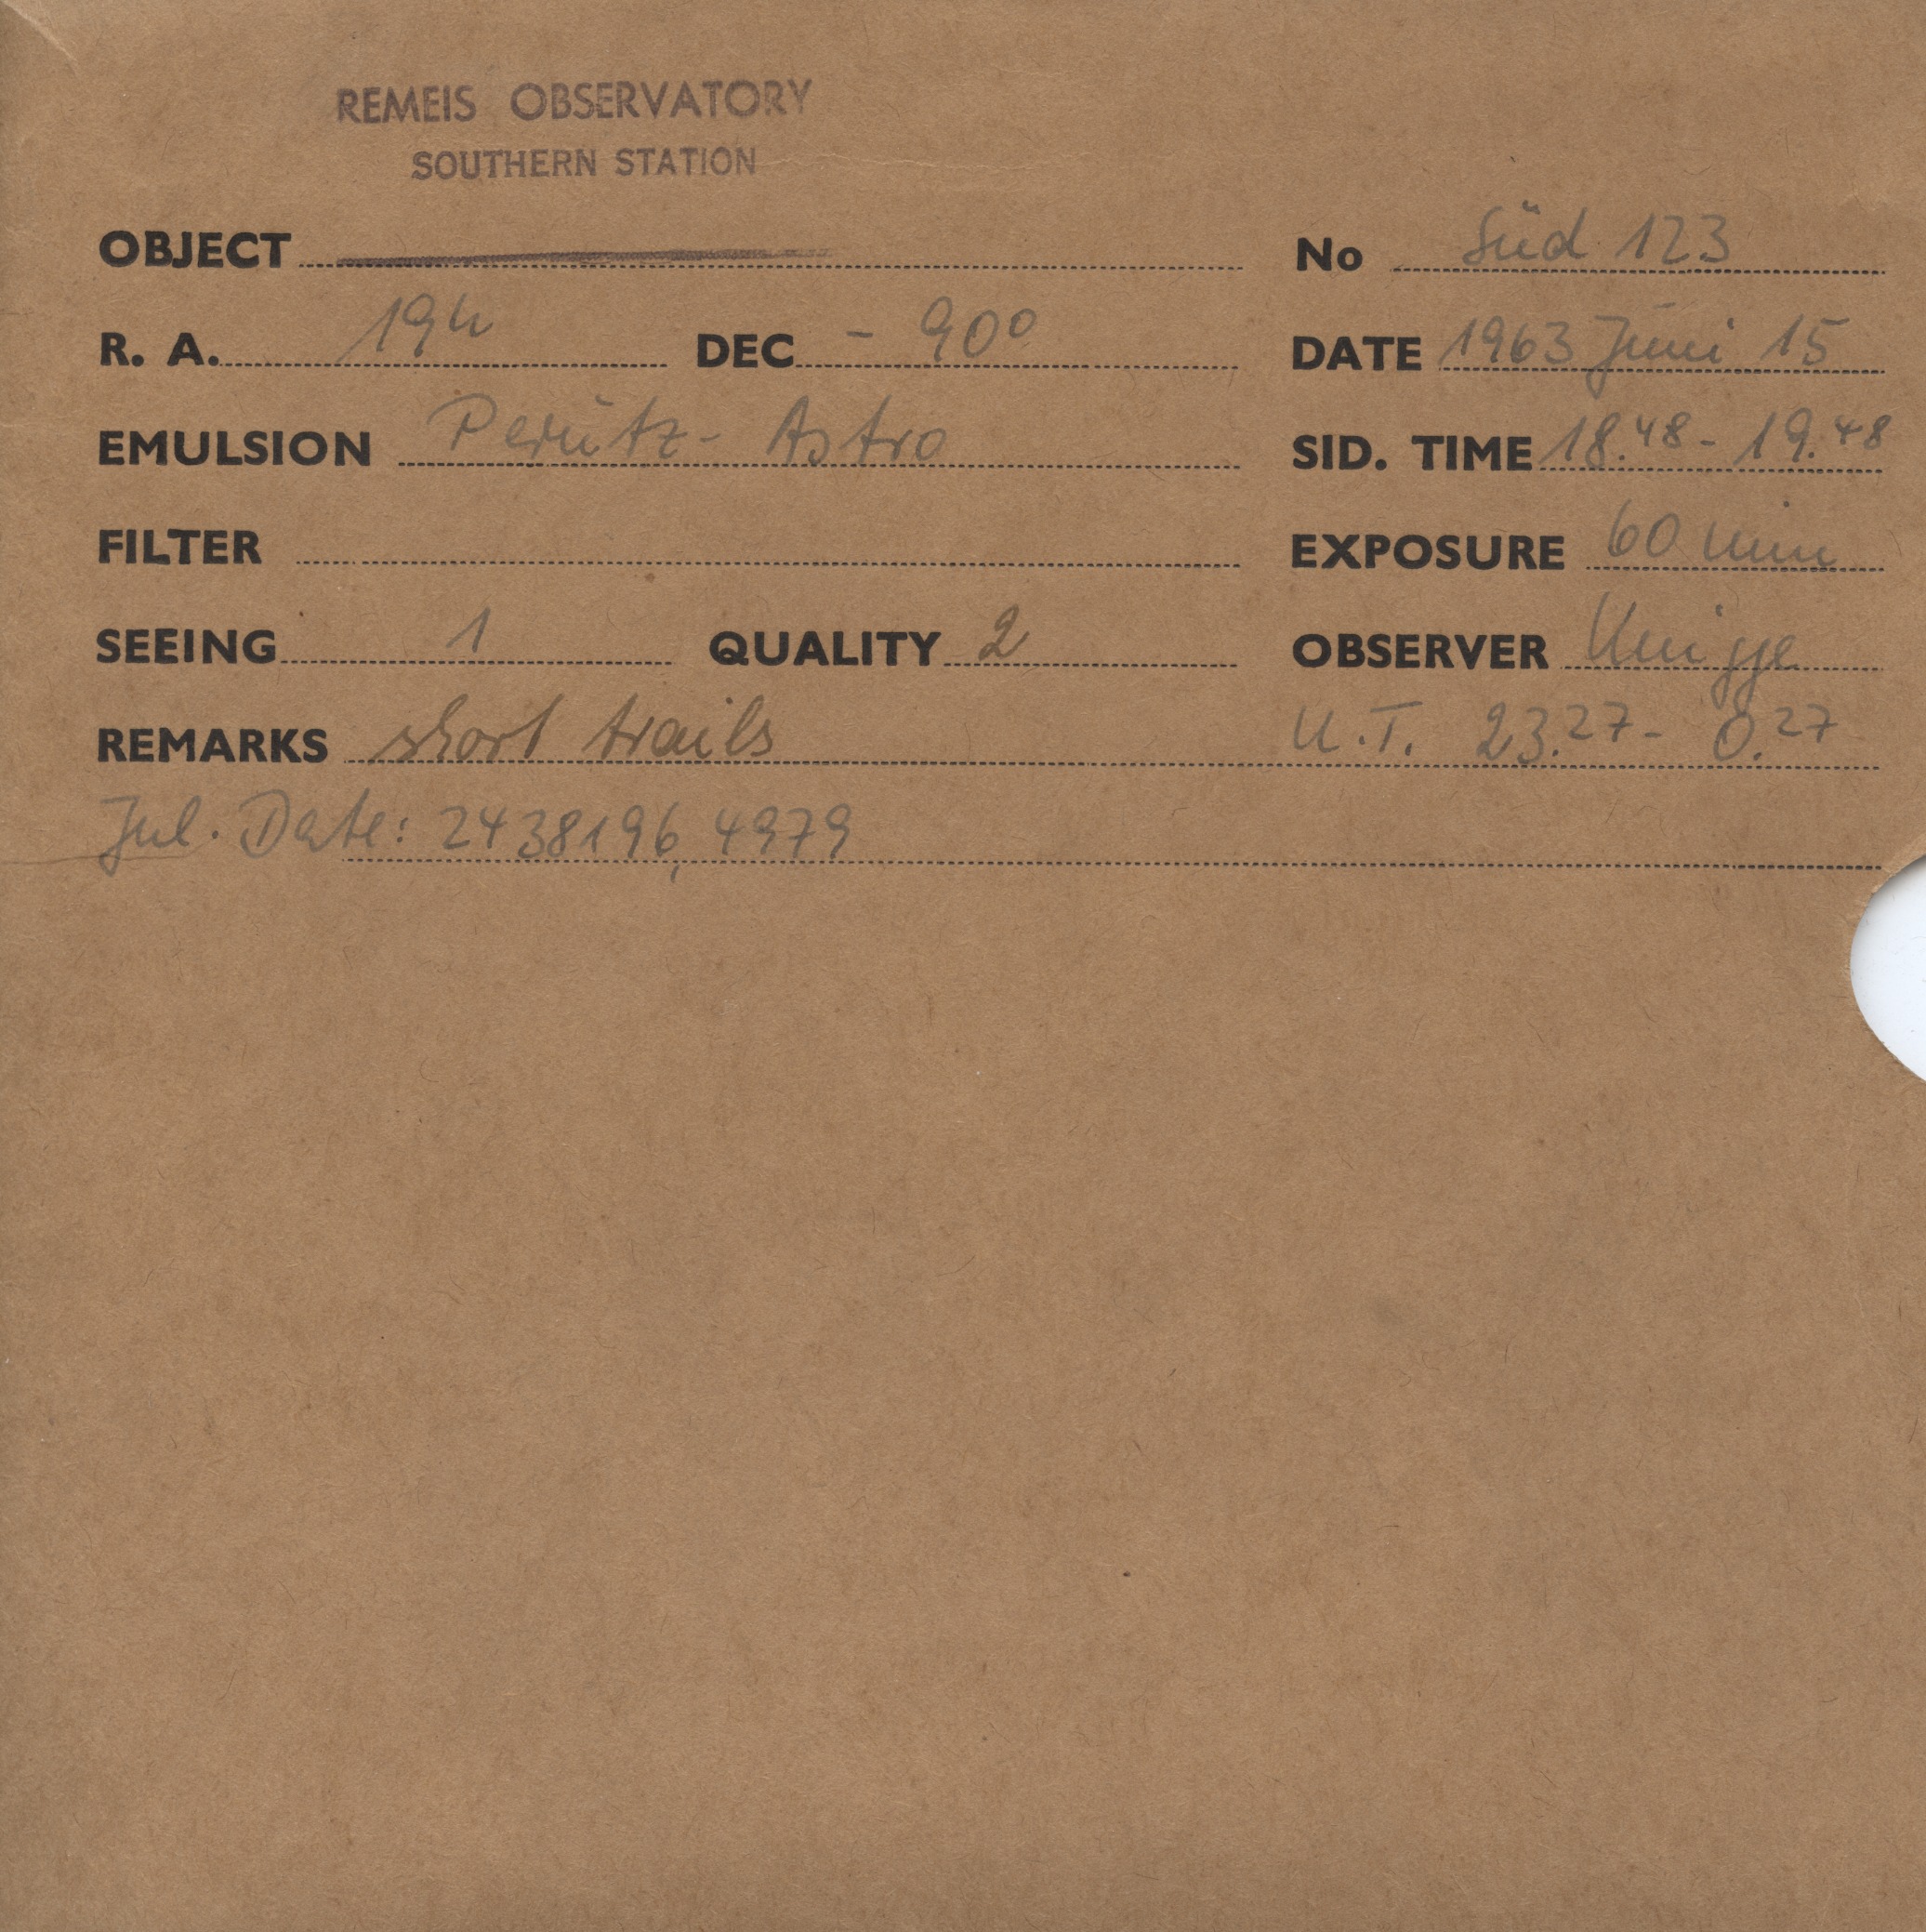 REMEIS OBSERVATORY
SOUTHERN STATION
OBJECT No Süd 123
R. A. 19h DEC - 90° DATE 1963 Juni 15
EMULSION Perutz- Astro SID. TIME 18.48 - 19.48
FILTER EXPOSURE 60 min
SEEING 1 QUALITY 2 OBSERVER Knigge
REMARKS short trails U.T. 23.27 - 0.27
Jul. Date: 2438196,4979